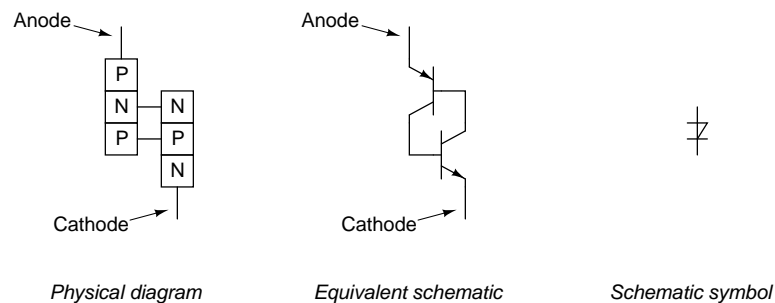 Anode
P
N
N
P
P
N
Cathode
Physical diagram
Anode
Cathode
Equivalent schematic
Schematic symbol